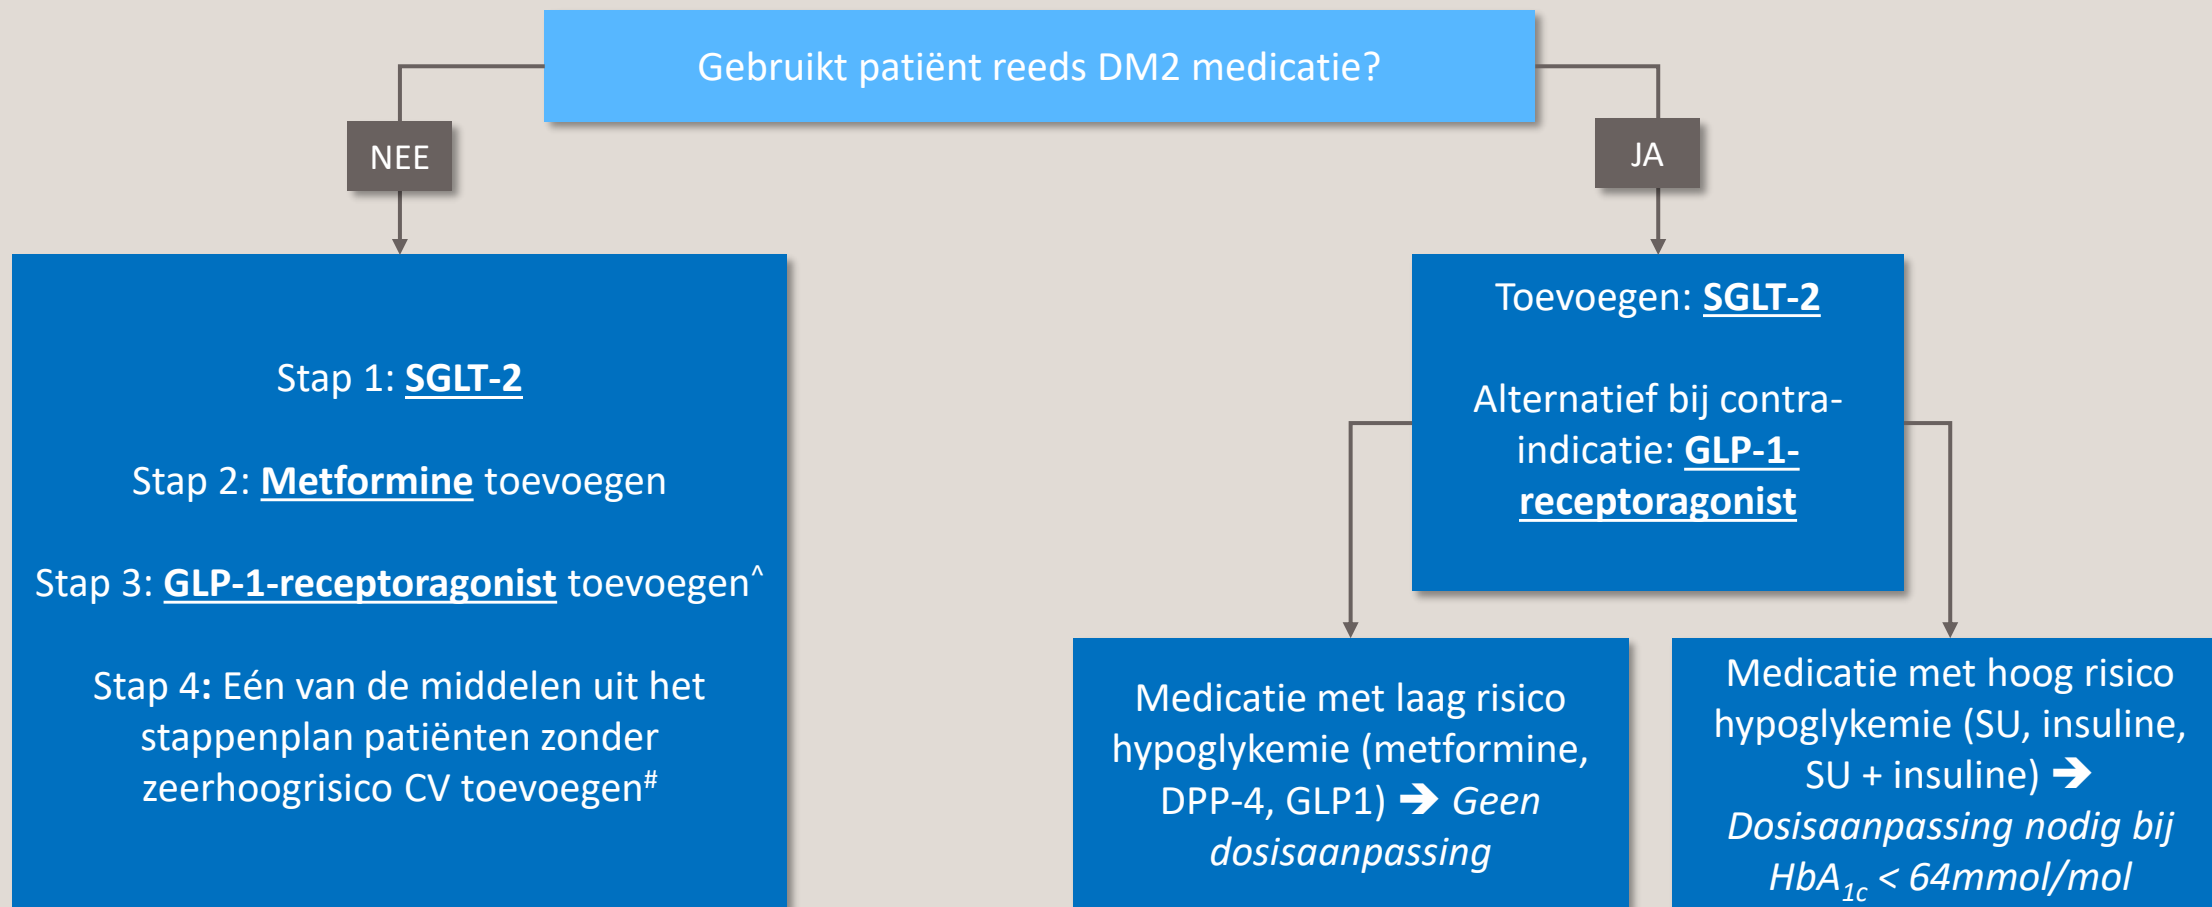 Gebruikt patiënt reeds DM2 medicatie?
NEE
JA
Stap 1: SGLT-2
Stap 2: Metformine toevoegen
Stap 3: GLP-1-receptoragonist toevoegen^
Stap 4: Eén van de middelen uit het
stappenplan patiënten zonder
zeerhoogrisico CV toevoegen#
Toevoegen: SGLT-2
Alternatief bij contra-
indicatie: GLP-1-
receptoragonist
Medicatie met laag risico
hypoglykemie (metformine,
DPP-4, GLP1) ➔ Geen
dosisaanpassing
Medicatie met hoog risico
hypoglykemie (SU, insuline,
SU + insuline) ➔
Dosisaanpassing nodig bij
HbA1c < 64mmol/mol